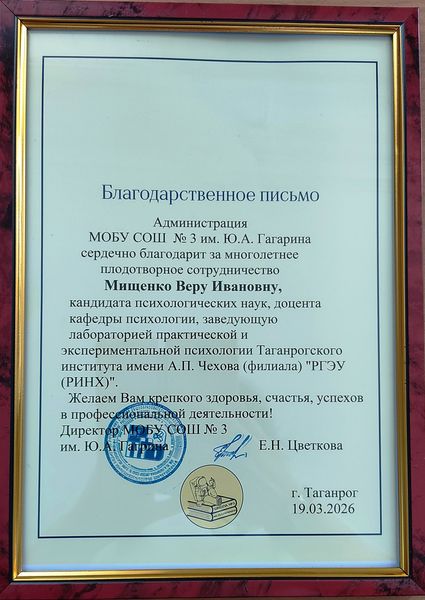 Благодарственное письмо
Администрация
МОБУ СОШ № 3 им. Ю.А. Гагарина
сердечно благодарит за многолетнее
плодотворное сотрудничество
Мищенко Веру Ивановну,
кандидата психологических наук, доцента
кафедры психологии, заведующую
лабораторией практической и
экспериментальной психологии Таганрогского
института имени А.П. Чехова (филиала) "РГЭУ
(РИНХ)".
Желаем Вам крепкого здоровья, счастья, успехов
в профессиональной деятельности!
Директор МОБУ СОШ № 3
им. Ю.А. Гагрина Е.Н. Цветкова
г. Таганрог
19.03.2026